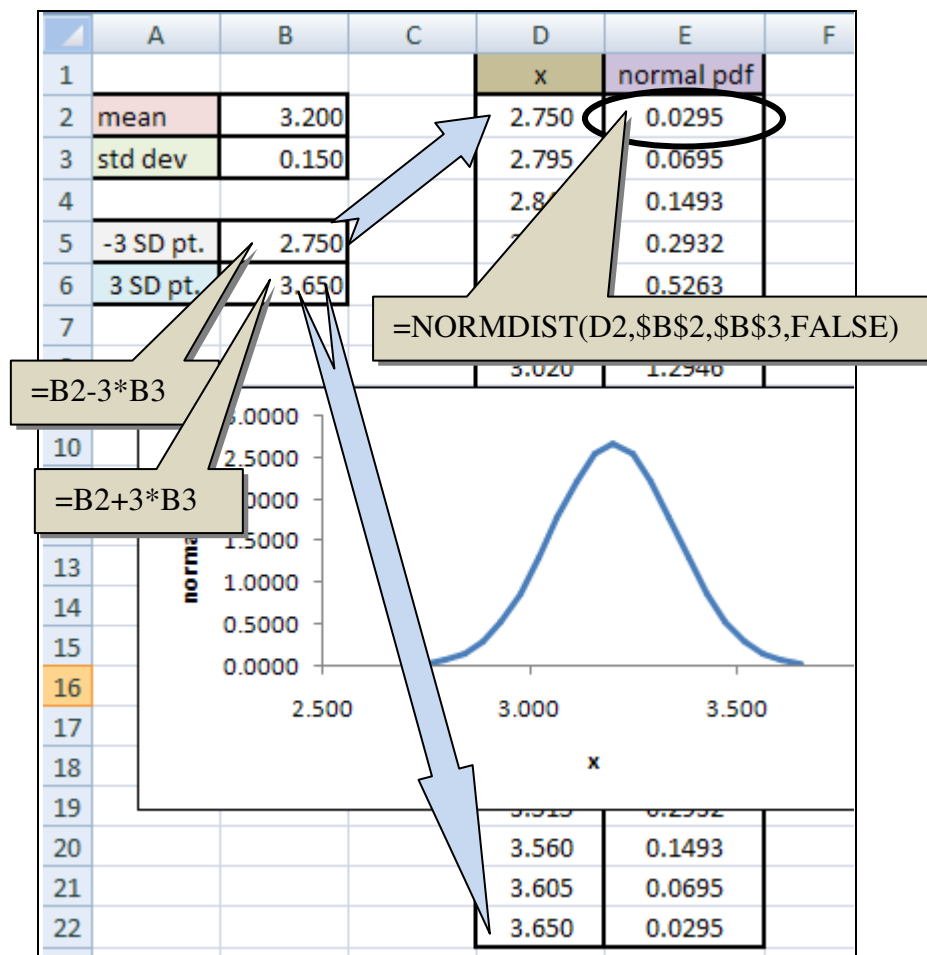 A B C D E F
1 x normal pdf
2 mean 3.200 2.750 0.0295
3 std dev 0.150 2.795 0.0695
4 0.1493
5 -3 SD pt. 2.750 0.2932
6 3 SD pt. 3.650 0.5263
=NORMDIST(D2,$B$2,$B$3,FALSE)
7
3.020 1.2946
=B2-3*B3
10
2.5000
=B2+3*B3
1.5000
13
1.0000
14
0.5000
15
0.0000
16
2.500 3.000 3.500
17
x
18
19
20 3.560 0.1493
21 3.605 0.0695
22 3.650 0.0295